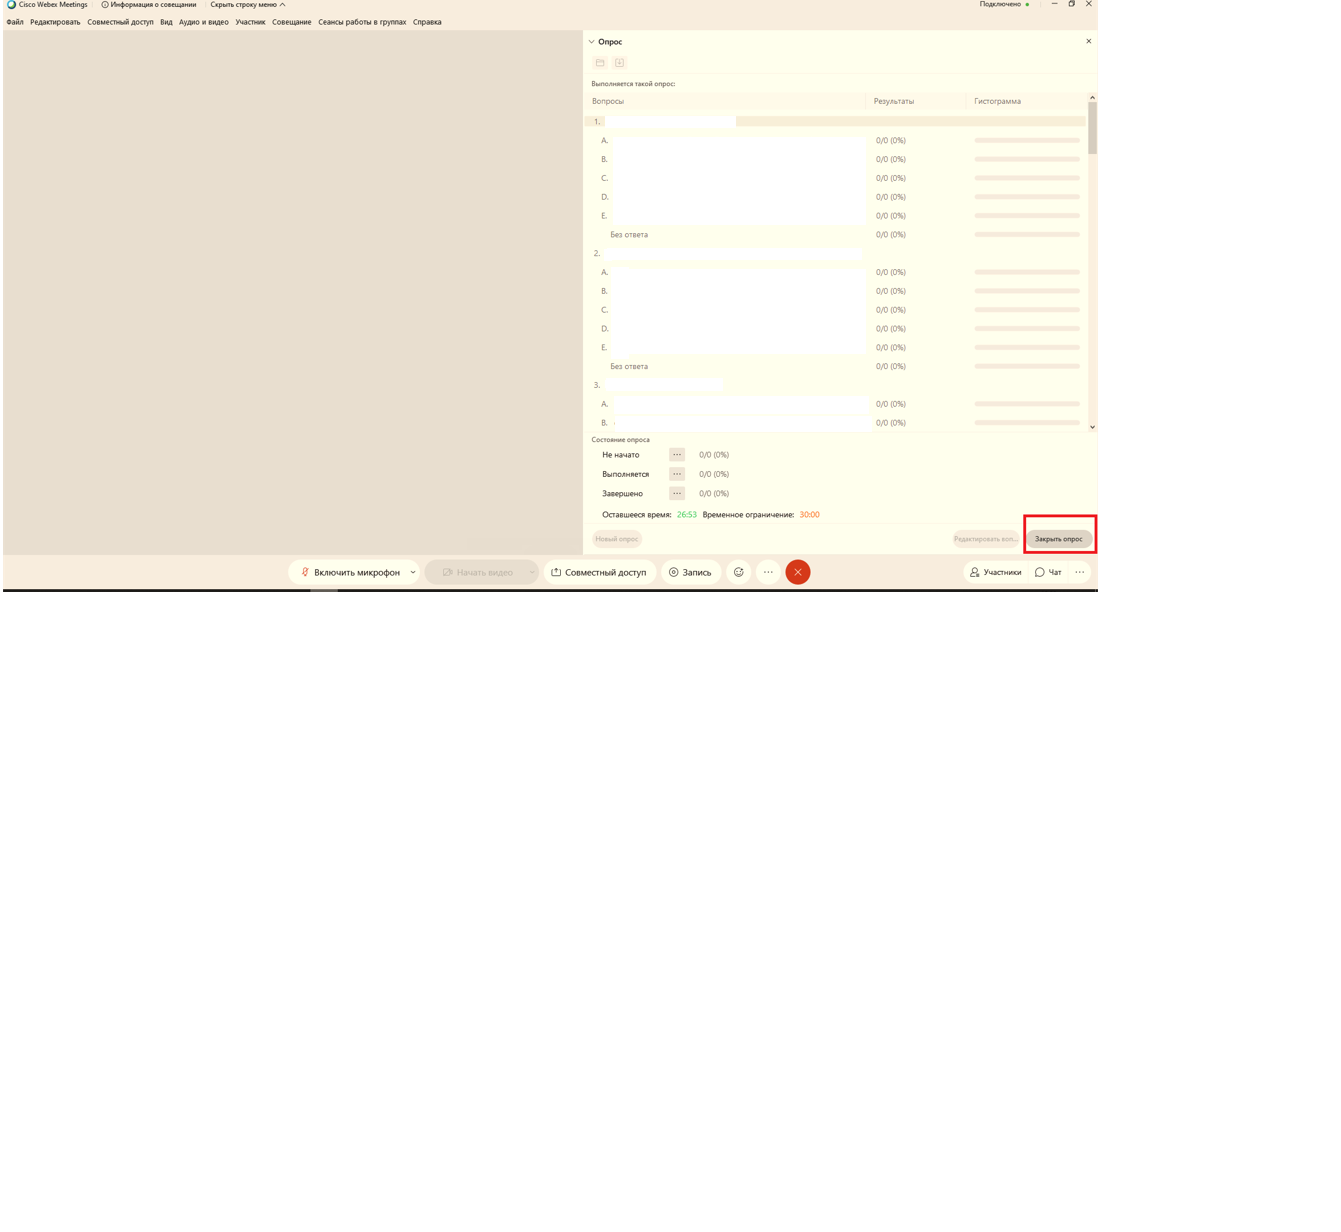 Cisco Webex Meetings Информация о совещании Скрыть строку меню Подключено
Файл Редактировать Совместный доступ Вид Аудио и видео Участник Совещание Сеансы работы в группах Справка
Опрос
Выполняется такой опрос:
Вопросы Результаты Гистограмма
1.
A. 0/0 (0%)
B. 0/0 (0%)
C. 0/0 (0%)
D. 0/0 (0%)
E. 0/0 (0%)
Без ответа 0/0 (0%)
2.
A. 0/0 (0%)
B. 0/0 (0%)
C. 0/0 (0%)
D. 0/0 (0%)
E. 0/0 (0%)
Без ответа 0/0 (0%)
3.
A. 0/0 (0%)
B. 0/0 (0%)
Состояние опроса
Не начато ... 0/0 (0%)
Выполняется ... 0/0 (0%)
Завершено ... 0/0 (0%)
Оставшееся время: 26:53 Временное ограничение: 30:00
Новый опрос Редактировать воп... Закрыть опрос
Включить микрофон Начать видео Совместный доступ Запись ... Участники Чат ...